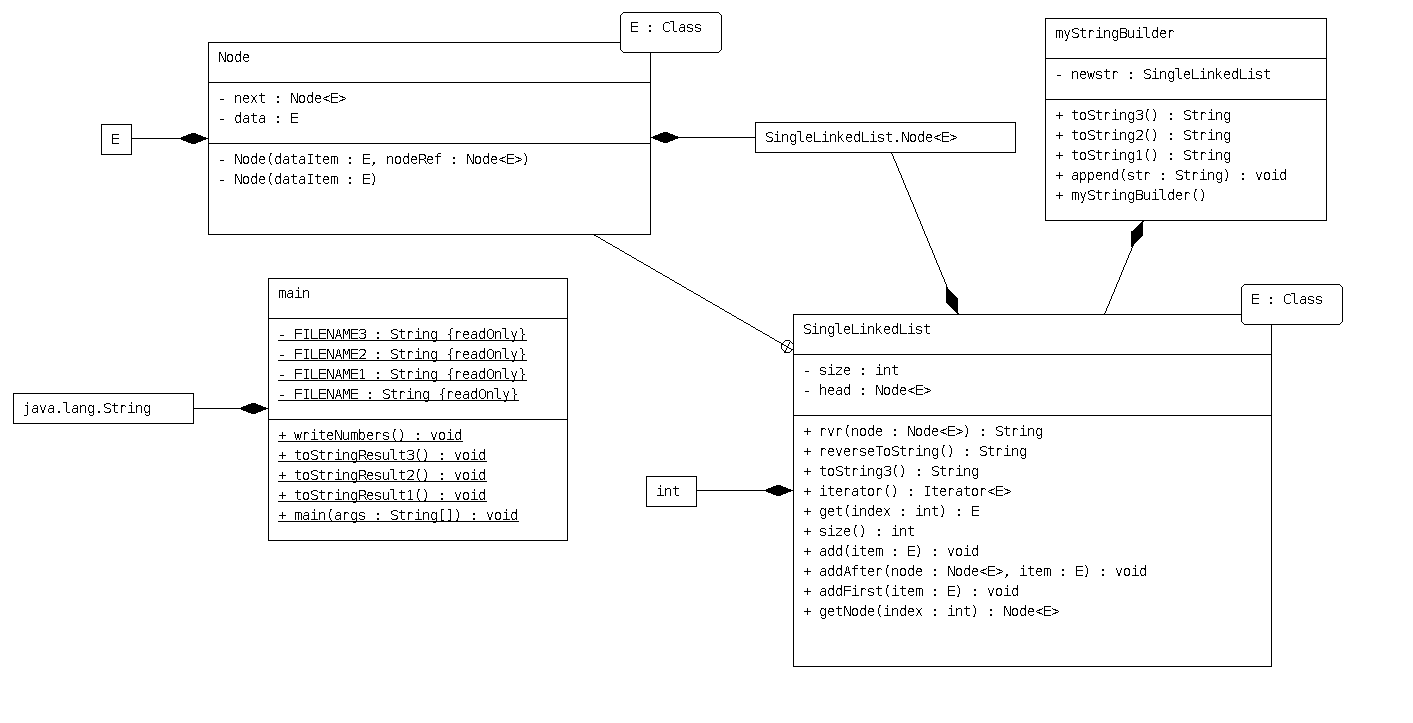 E : Class
Node
- next : Node<E>
- data : E
- Node(dataItem : E, nodeRef : Node<E>)
- Node(dataItem : E)
E
SingleLinkedList.Node<E>
myStringBuilder
- newstr : SingleLinkedList
+ toString3() : String
+ toString2() : String
+ toString1() : String
+ append(str : String) : void
+ myStringBuilder()
main
- FILENAME3 : String {readOnly}
- FILENAME2 : String {readOnly}
- FILENAME1 : String {readOnly}
- FILENAME : String {readOnly}
+ writeNumbers() : void
+ toStringResult3() : void
+ toStringResult2() : void
+ toStringResult1() : void
+ main(args : String[]) : void
java.lang.String
E : Class
SingleLinkedList
- size : int
- head : Node<E>
+ rvr(node : Node<E>) : String
+ reverseToString() : String
+ toString3() : String
+ iterator() : Iterator<E>
+ get(index : int) : E
+ size() : int
+ add(item : E) : void
+ addAfter(node : Node<E>, item : E) : void
+ addFirst(item : E) : void
+ getNode(index : int) : Node<E>
int